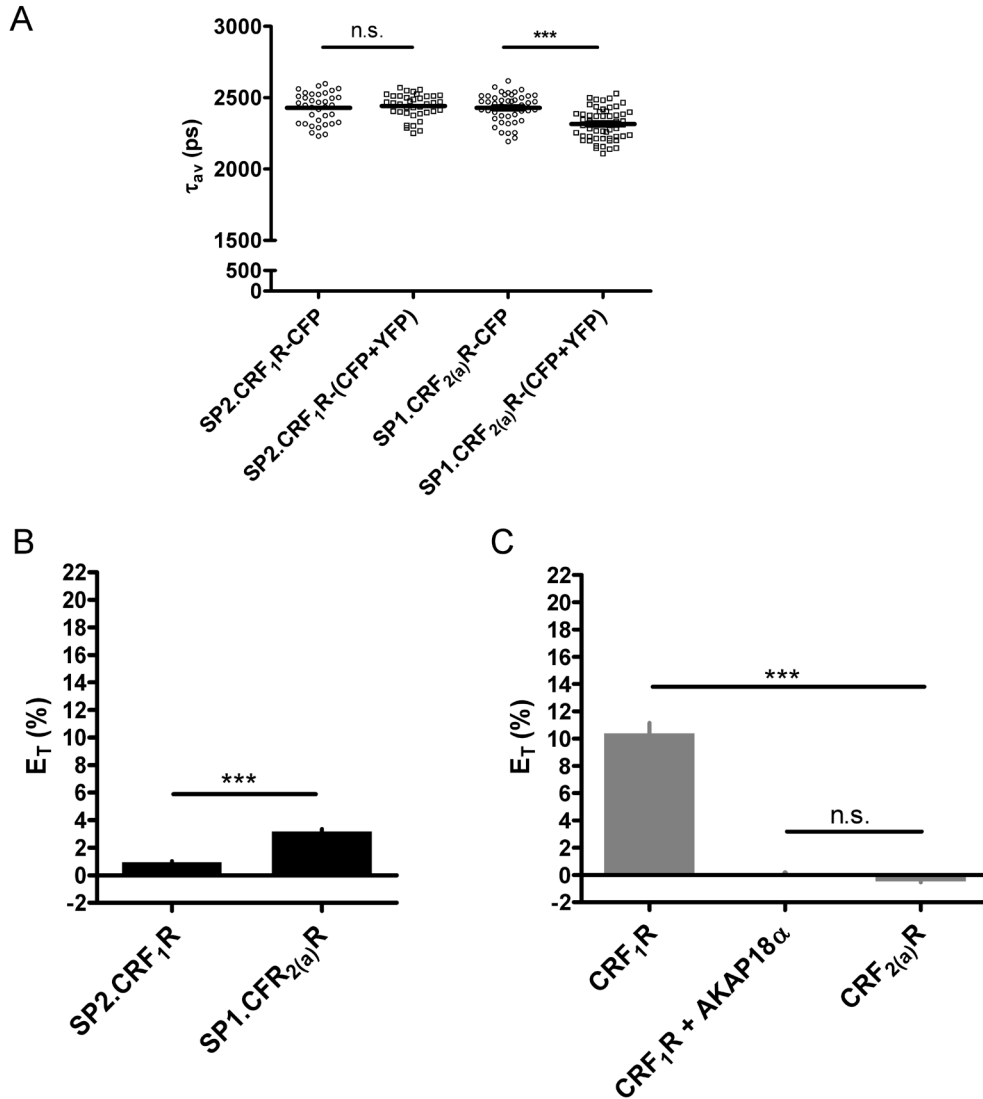 A
n.s.
***
3000
2500
2000
1500
500
0
τav (ps)
SP2.CRF1R-CFP
SP2.CRF1R-(CFP+YFP)
SP1.CRF2(a)R-CFP
SP1.CRF2(a)R-(CFP+YFP)
B
22
20
18
16
14
12
10
8
6
4
2
0
-2
ET (%)
***
SP2.CRF1R
SP1.CFR2(a)R
C
22
20
18
16
14
12
10
8
6
4
2
0
-2
ET (%)
***
n.s.
CRF1R
CRF1R + AKAP18α
CRF2(a)R